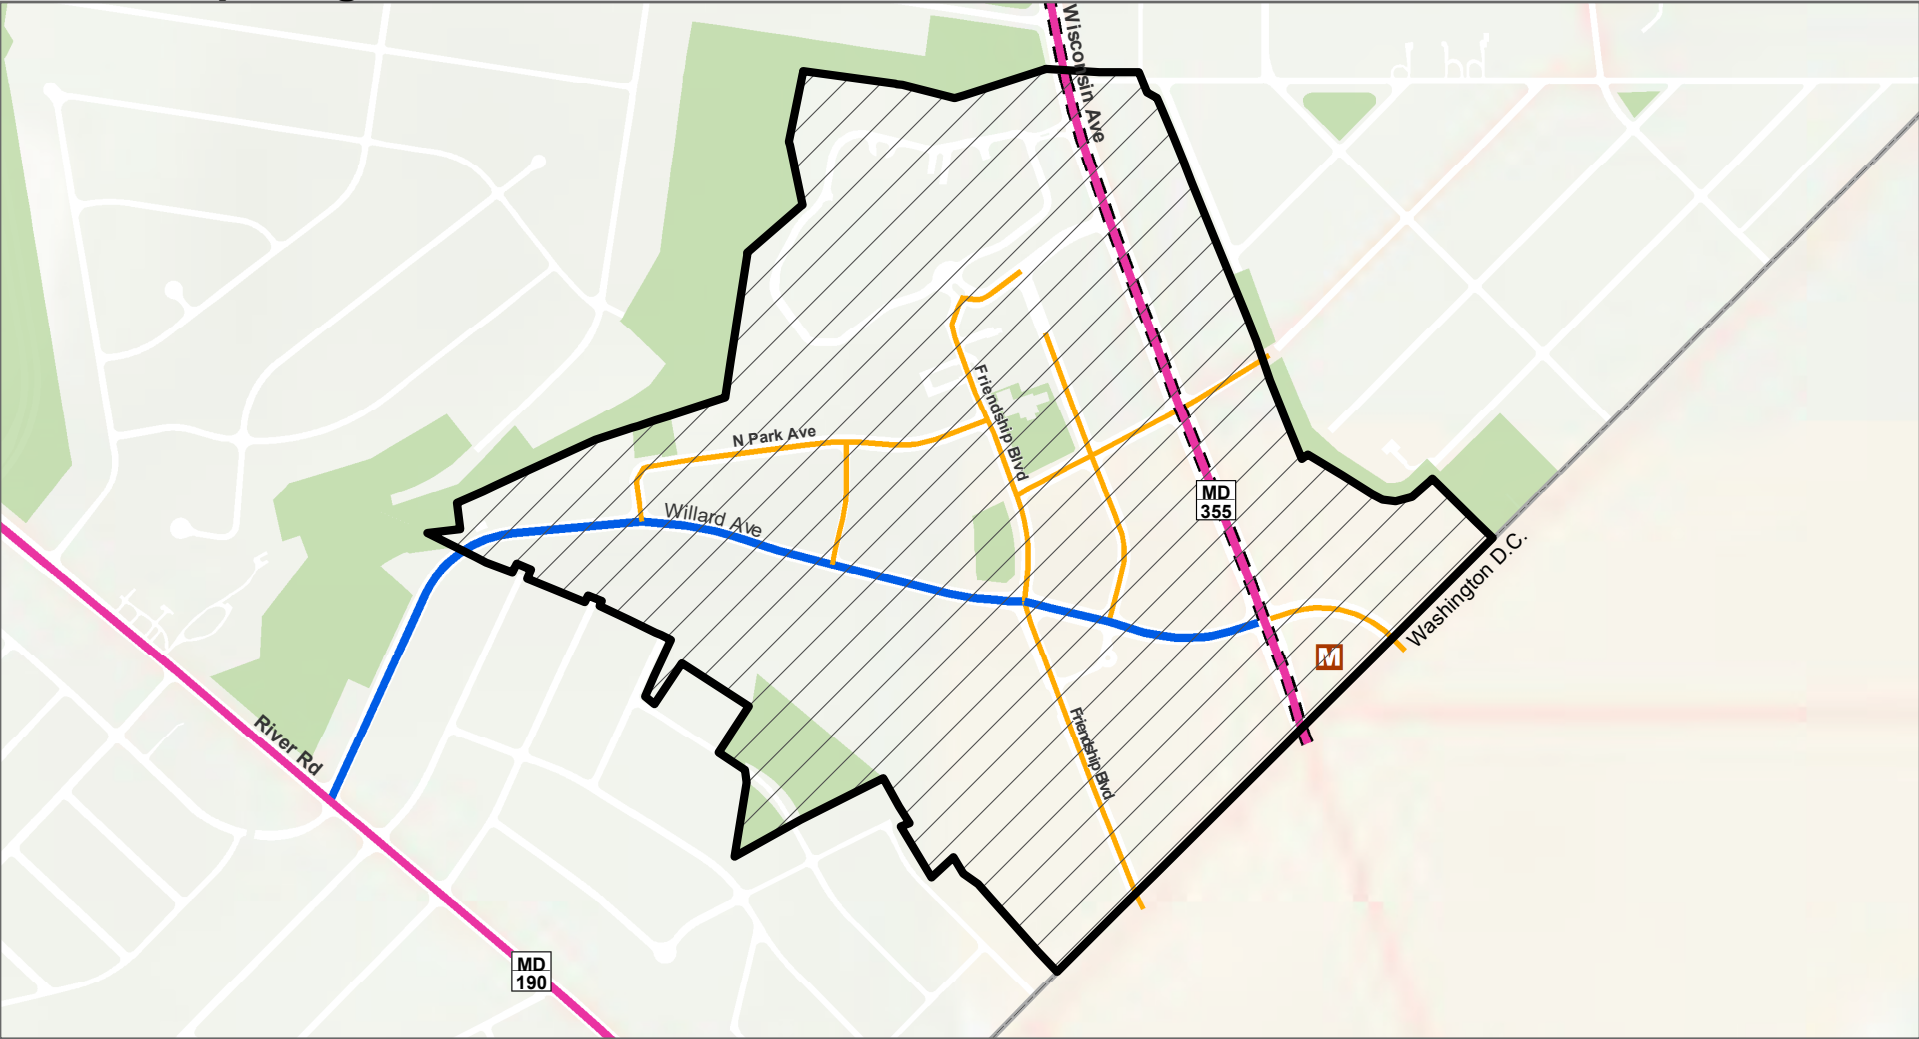 Wisconsin Ave
Friendship Blvd
N Park Ave
Willard Ave
MD
355
Washington D.C.
M
River Rd
Friendship Blvd
MD
190